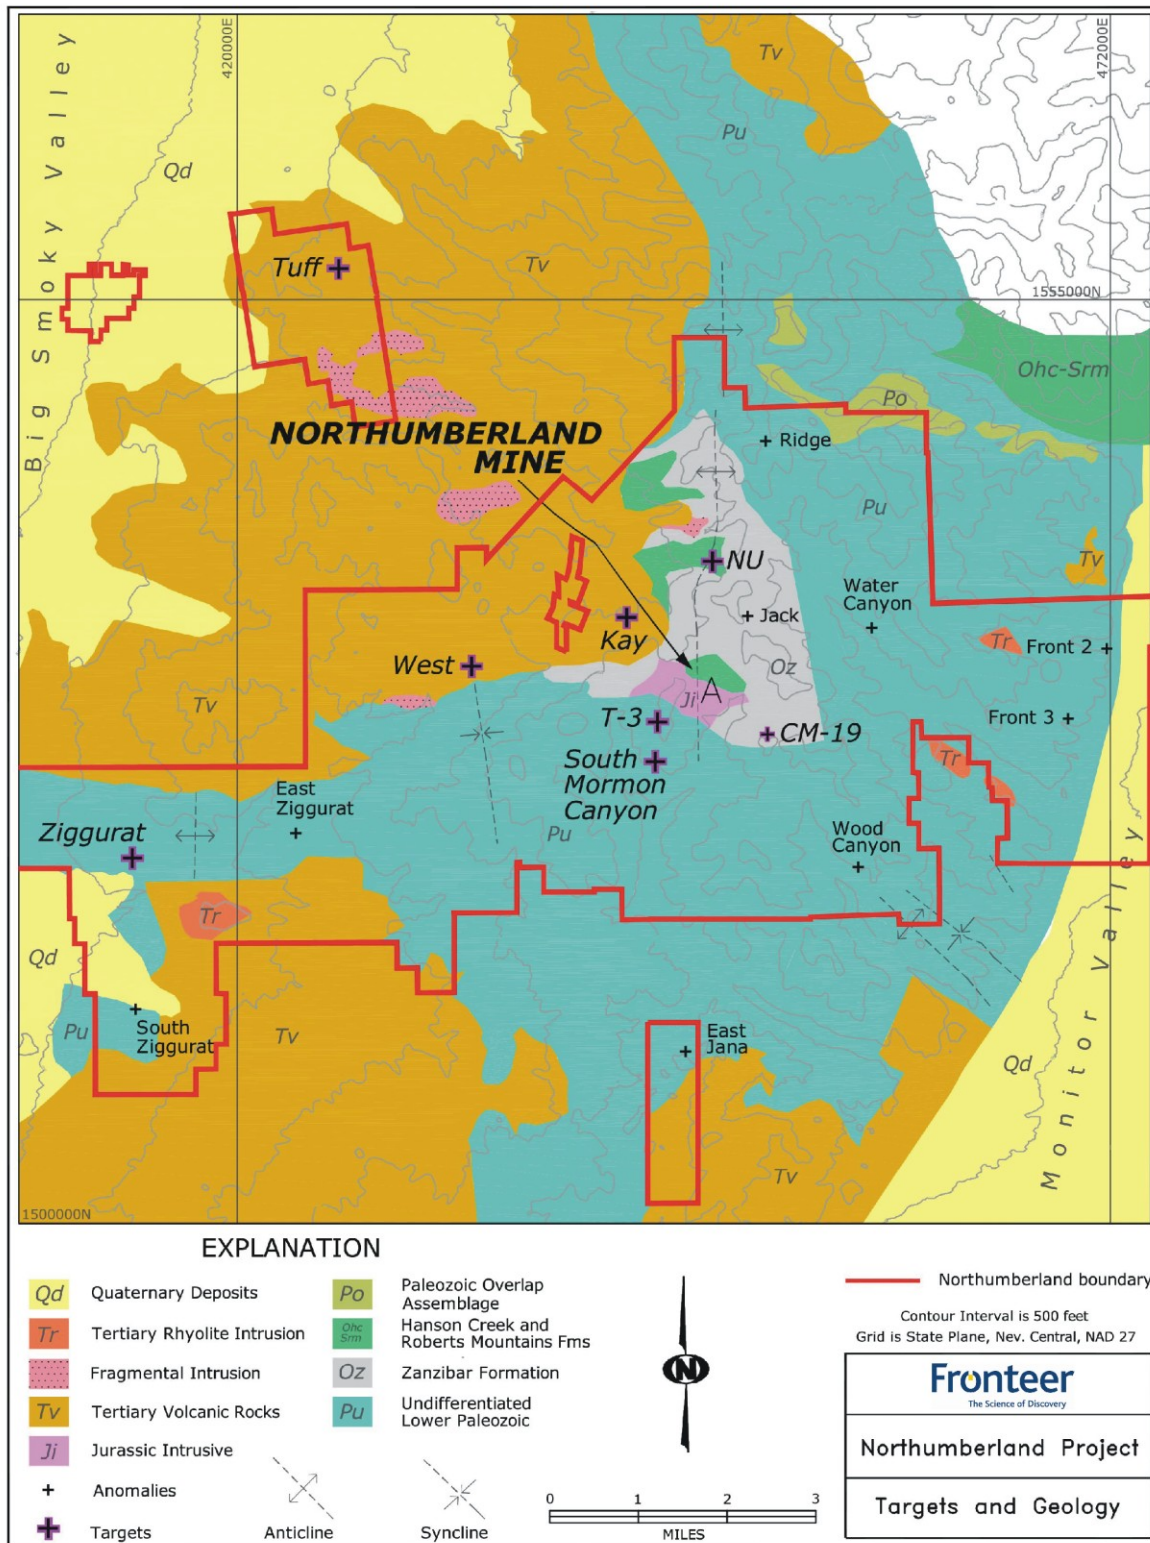 Big Smoky Valley
420000E
472000E
Tv
Pu
Qd
Tuff
Tv
1555000N
Ohc-Srm
Po
NORTHUMBERLAND
MINE
Ridge
Pu
NU
Tv
Water
Canyon
Jack
Kay
Tr
Front 2
West
Oz
Tv
Ji
A
T-3
Front 3
CM-19
South
Mormon
Canyon
Tr
East
Ziggurat
Ziggurat
Pu
Wood
Canyon
Tr
Qd
Monitor Valley
South
Ziggurat
Pu
Tv
East
Jana
Qd
Tv
1500000N
EXPLANATION
Qd Quaternary Deposits
Tr Tertiary Rhyolite Intrusion
Fragmental Intrusion
Tv Tertiary Volcanic Rocks
Ji Jurassic Intrusive
Anomalies
Targets
Po Paleozoic Overlap
Assemblage
Ohc
Srm
Hanson Creek and
Roberts Mountains Fms
Oz Zanzibar Formation
Pu Undifferentiated
Lower Paleozoic
Anticline
Syncline
N
0 1 2 3
MILES
Northumberland boundary
Contour Interval is 500 feet
Grid is State Plane, Nev. Central, NAD 27
Fronteer
The Science of Discovery
Northumberland Project
Targets and Geology